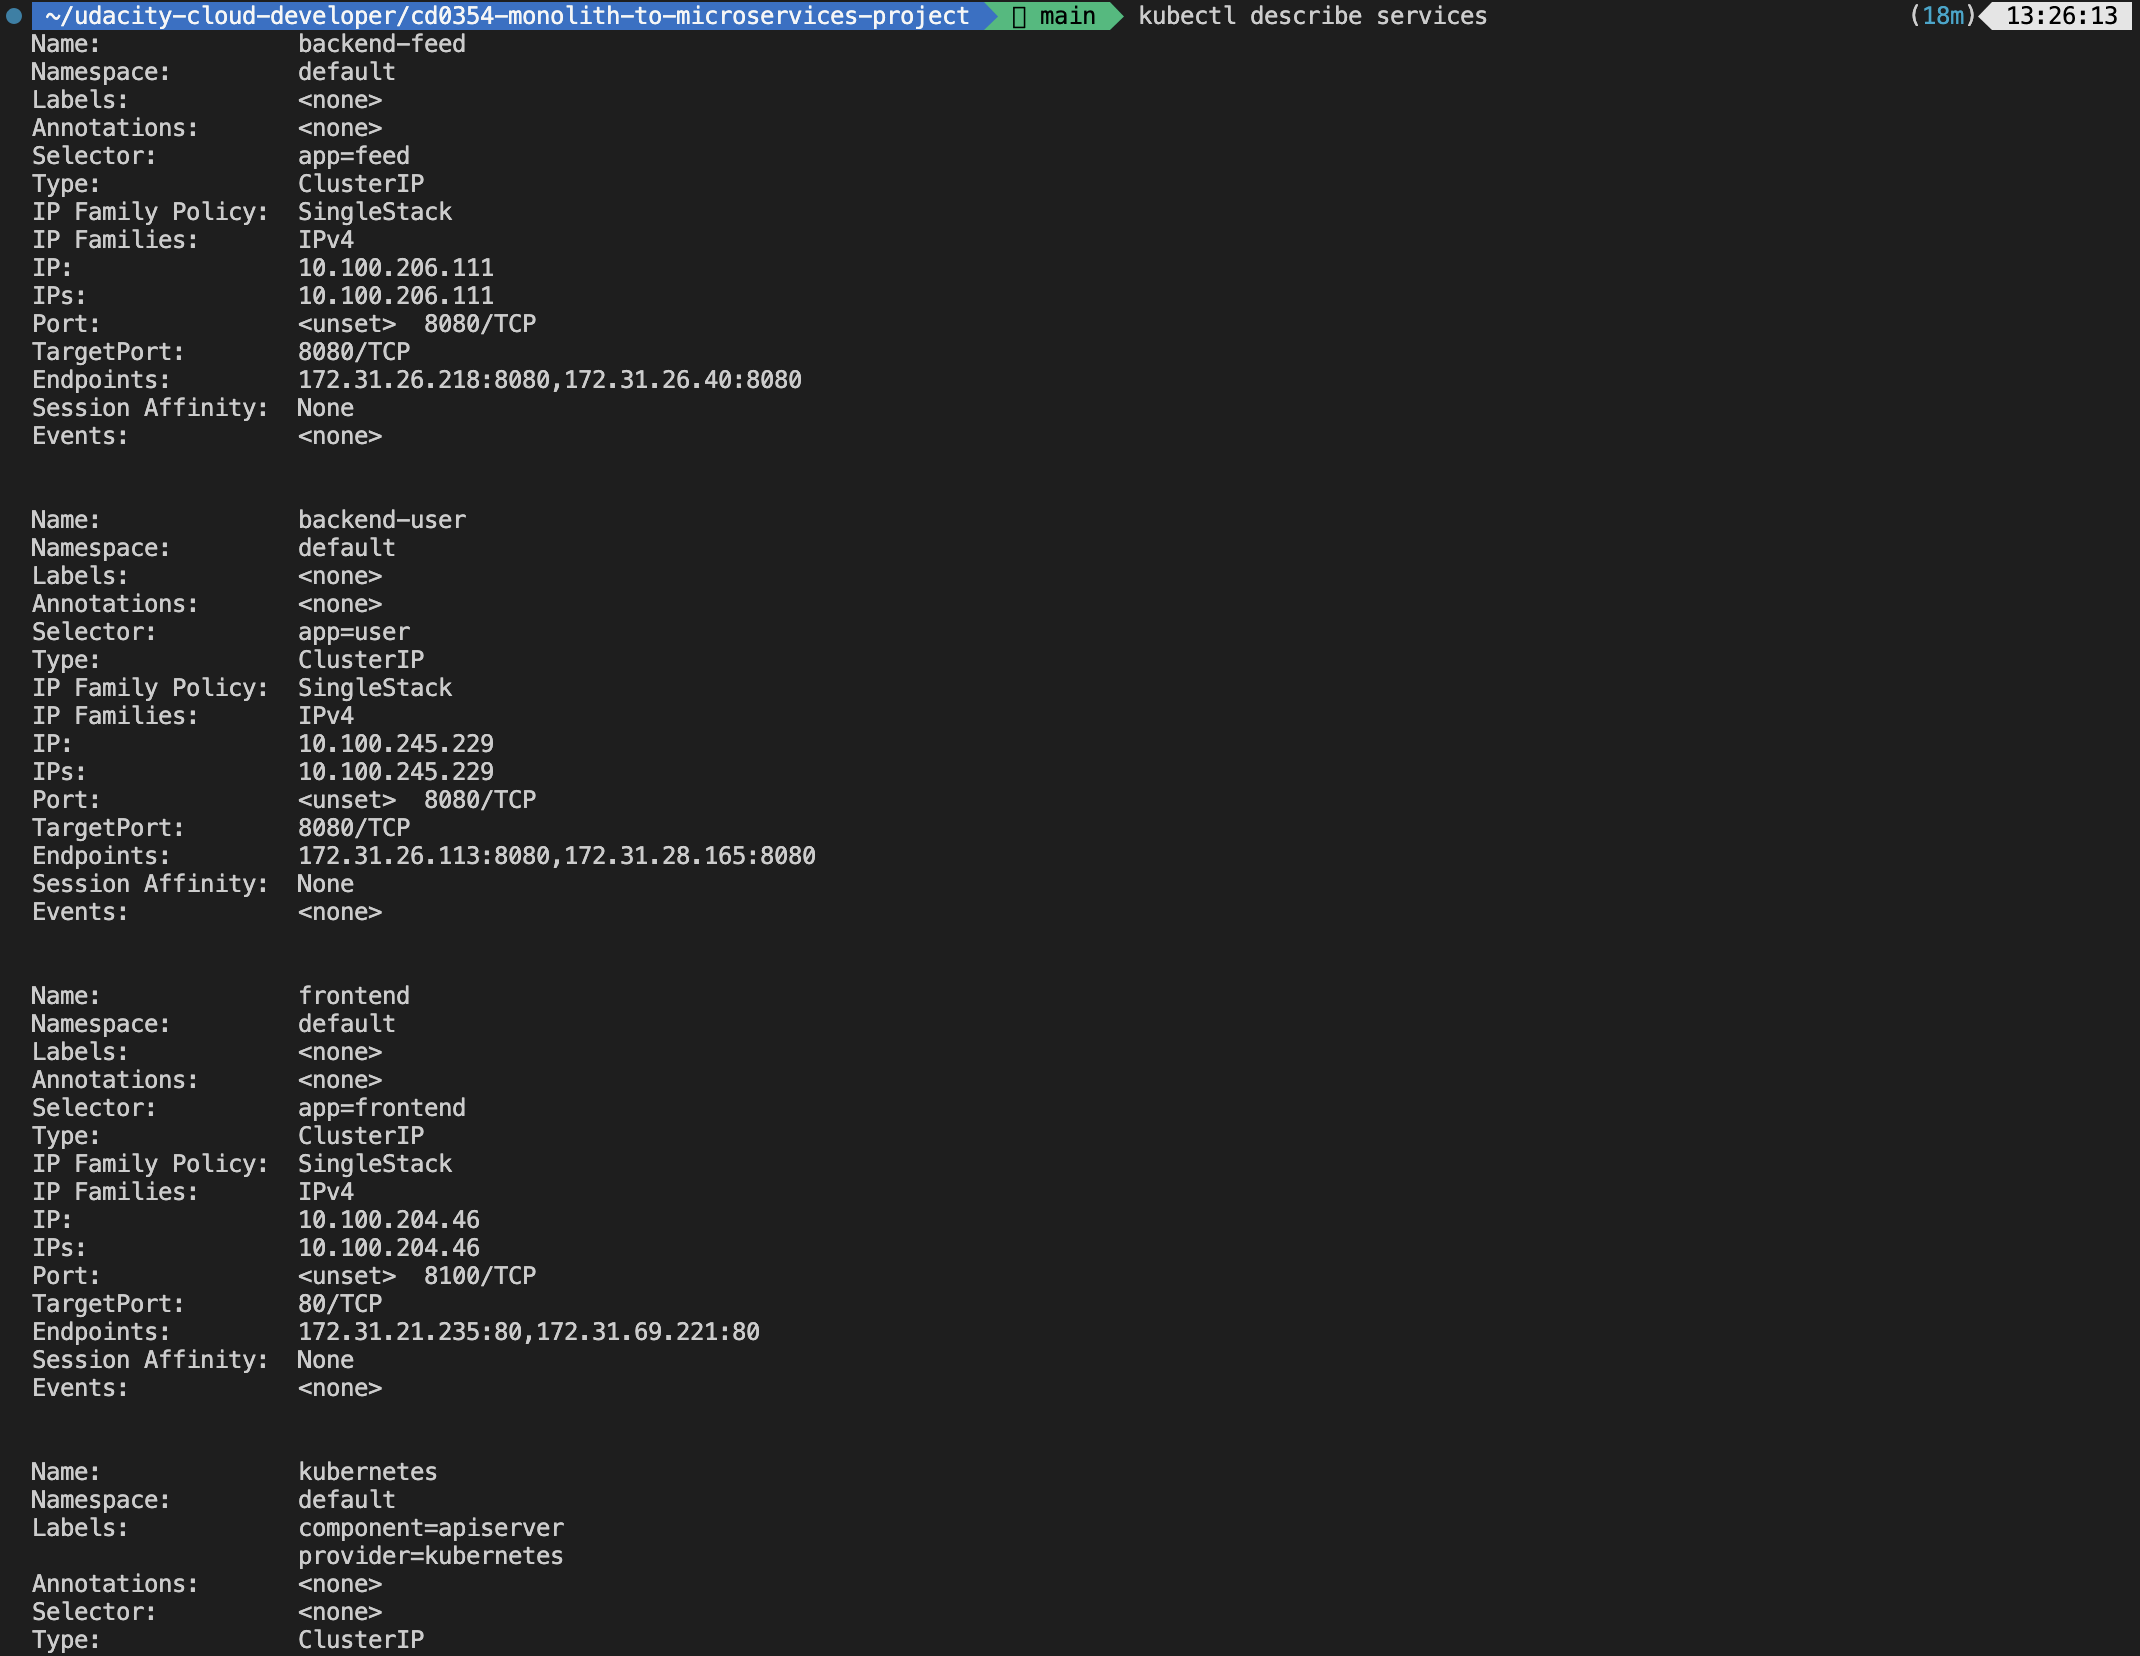 ~/udacity-cloud-developer/cd0354-monolith-to-microservices-project main kubectl describe services (18m) 13:26:13
Name: backend-feed
Namespace: default
Labels: <none>
Annotations: <none>
Selector: app=feed
Type: ClusterIP
IP Family Policy: SingleStack
IP Families: IPv4
IP: 10.100.206.111
IPs: 10.100.206.111
Port: <unset> 8080/TCP
TargetPort: 8080/TCP
Endpoints: 172.31.26.218:8080,172.31.26.40:8080
Session Affinity: None
Events: <none>
Name: backend-user
Namespace: default
Labels: <none>
Annotations: <none>
Selector: app=user
Type: ClusterIP
IP Family Policy: SingleStack
IP Families: IPv4
IP: 10.100.245.229
IPs: 10.100.245.229
Port: <unset> 8080/TCP
TargetPort: 8080/TCP
Endpoints: 172.31.26.113:8080,172.31.28.165:8080
Session Affinity: None
Events: <none>
Name: frontend
Namespace: default
Labels: <none>
Annotations: <none>
Selector: app=frontend
Type: ClusterIP
IP Family Policy: SingleStack
IP Families: IPv4
IP: 10.100.204.46
IPs: 10.100.204.46
Port: <unset> 8100/TCP
TargetPort: 80/TCP
Endpoints: 172.31.21.235:80,172.31.69.221:80
Session Affinity: None
Events: <none>
Name: kubernetes
Namespace: default
Labels: component=apiserver
provider=kubernetes
Annotations: <none>
Selector: <none>
Type: ClusterIP